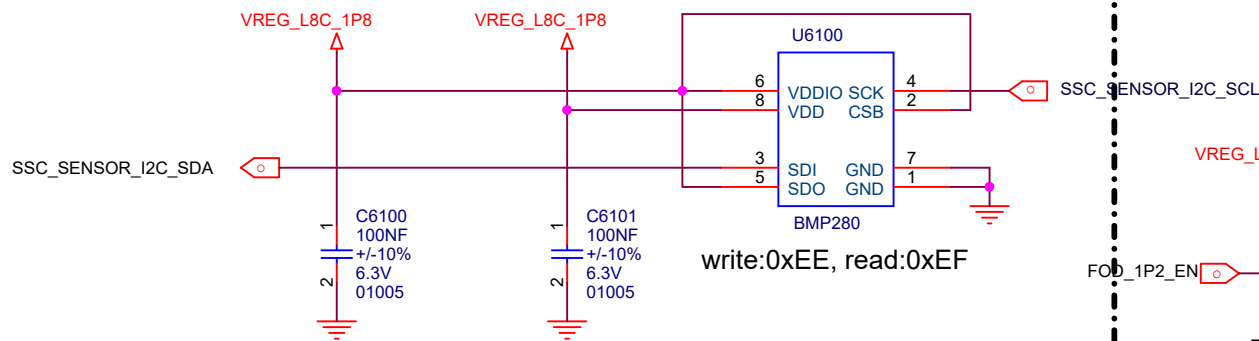 VREG_L8C_1P8
VREG_L8C_1P8
U6100
6
8
VDDIO SCK
VDD CSB
4
2
SSC_SENSOR_I2C_SCL
SSC_SENSOR_I2C_SDA
3
5
SDI GND
SDO GND
7
1
VREG_L
BMP280
1
C6100
100NF
+/-10%
6.3V
01005
2
1
C6101
100NF
+/-10%
6.3V
01005
2
write:0xEE, read:0xEF
FOD_1P2_EN